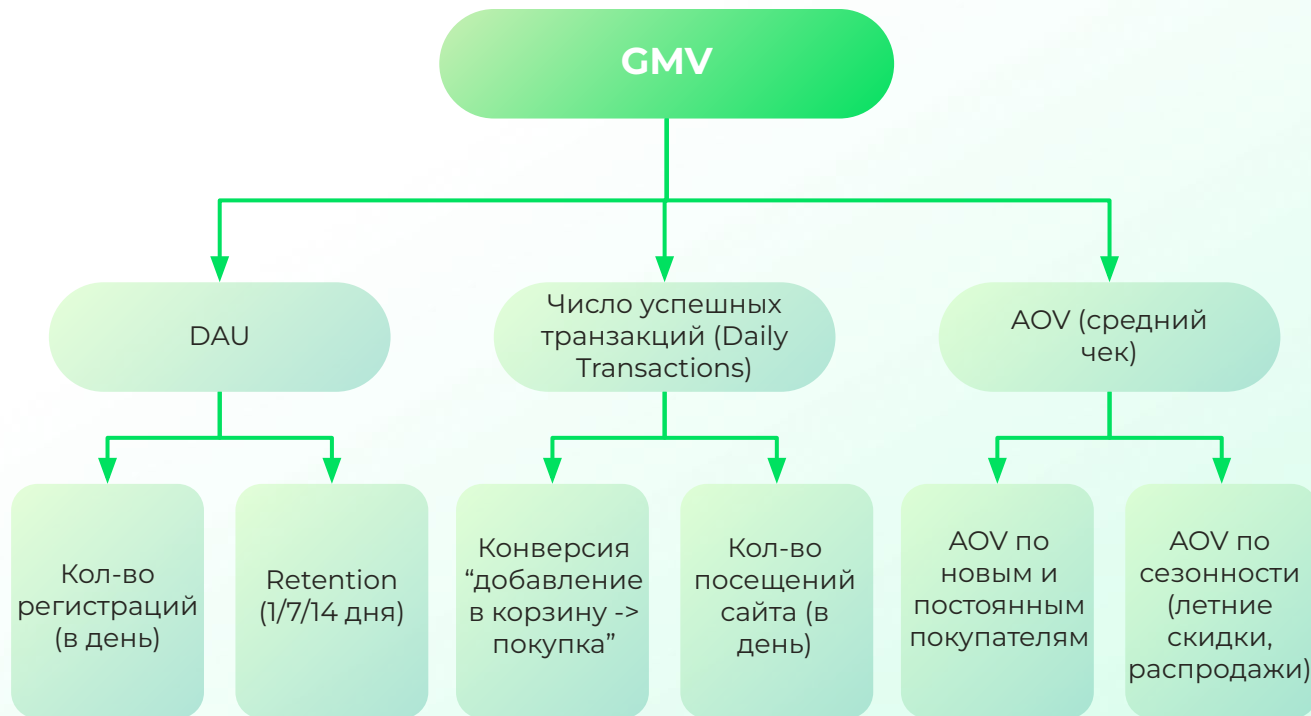 GMV
DAU
Число успешных
транзакций (Daily
Transactions)
AOV (средний
чек)
Кол-во
регистраций
(в день)
Retention
(1/7/14 дня)
Конверсия
“добавление
в корзину ->
покупка”
Кол-во
посещений
сайта (в
день)
AOV по
новым и
постоянным
покупателям
AOV по
сезонности
(летние
скидки,
распродажи)